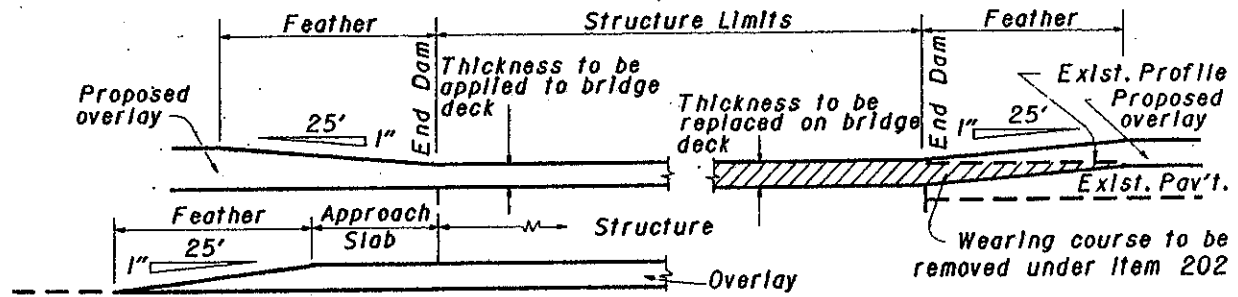 Feather
Structure Limits
Feather
End Dam
Thickness to be
applied to bridge
deck
Thickness to be
replaced on bridge
deck
End Dam
Exist. Profile
Proposed
overlay
Proposed
overlay
25'
1"
25'
1"
Exist. Pav't.
Feather
Approach
Slab
Structure
25'
1"
Overlay
Wearing course to be
removed under Item 202